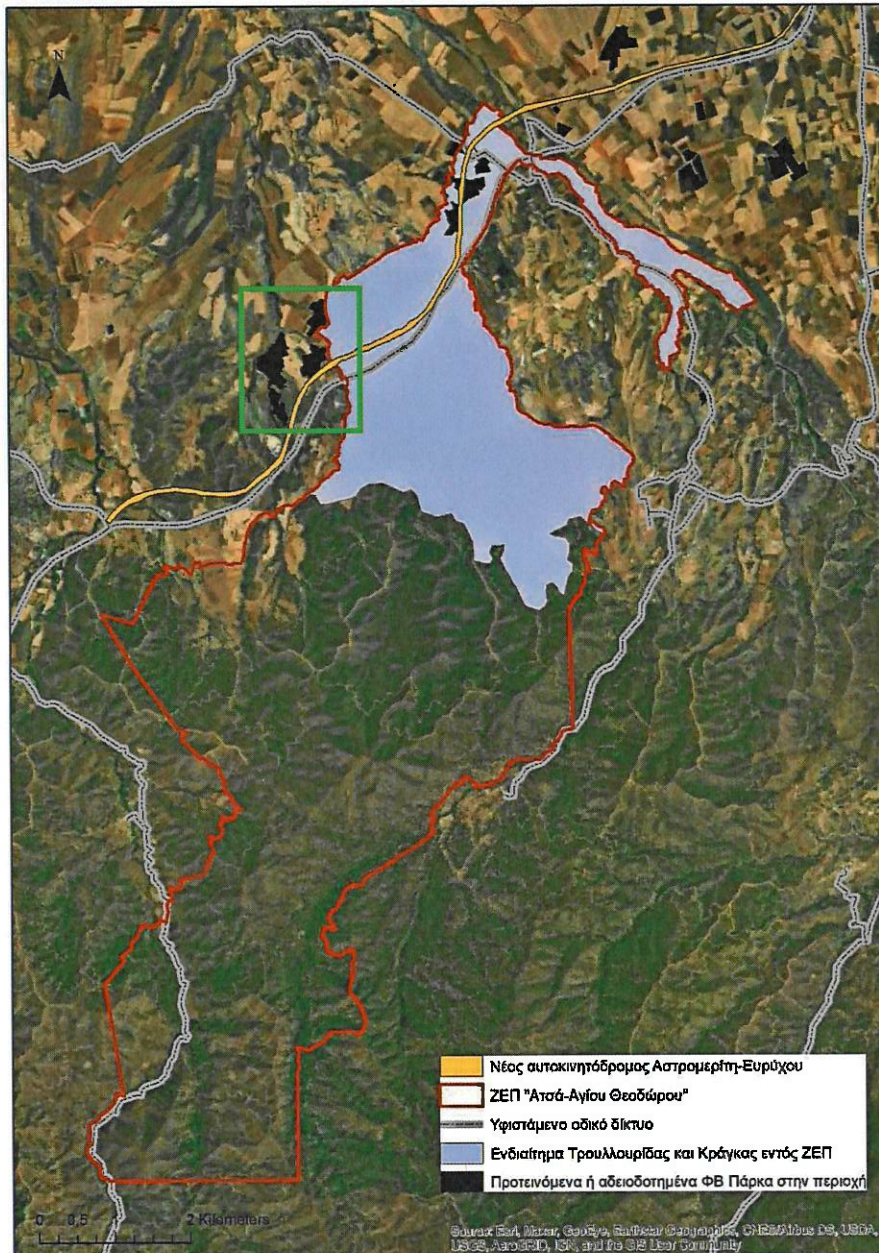 N
Νέος αυτοκινητόδρομος Αστρομερίτη-Ευρύχου
ΖΕΠ "Ατσά-Αγίου Θεοδώρου"
Υφιστάμενο οδικό δίκτυο
Ενδιαίτημα Τρουλλουρίδας και Κράγκας εντός ΖΕΠ
Προτεινόμενα ή αδειοδοτημένα ΦΒ Πάρκα στην περιοχή
0 0,5 2 Kilometers
Source: Esri, Maxar, GeoEye, Earthstar Geographics, CNES/Airbus DS, USDA,
USGS, AeroGRID, IGN, and the GIS User Community